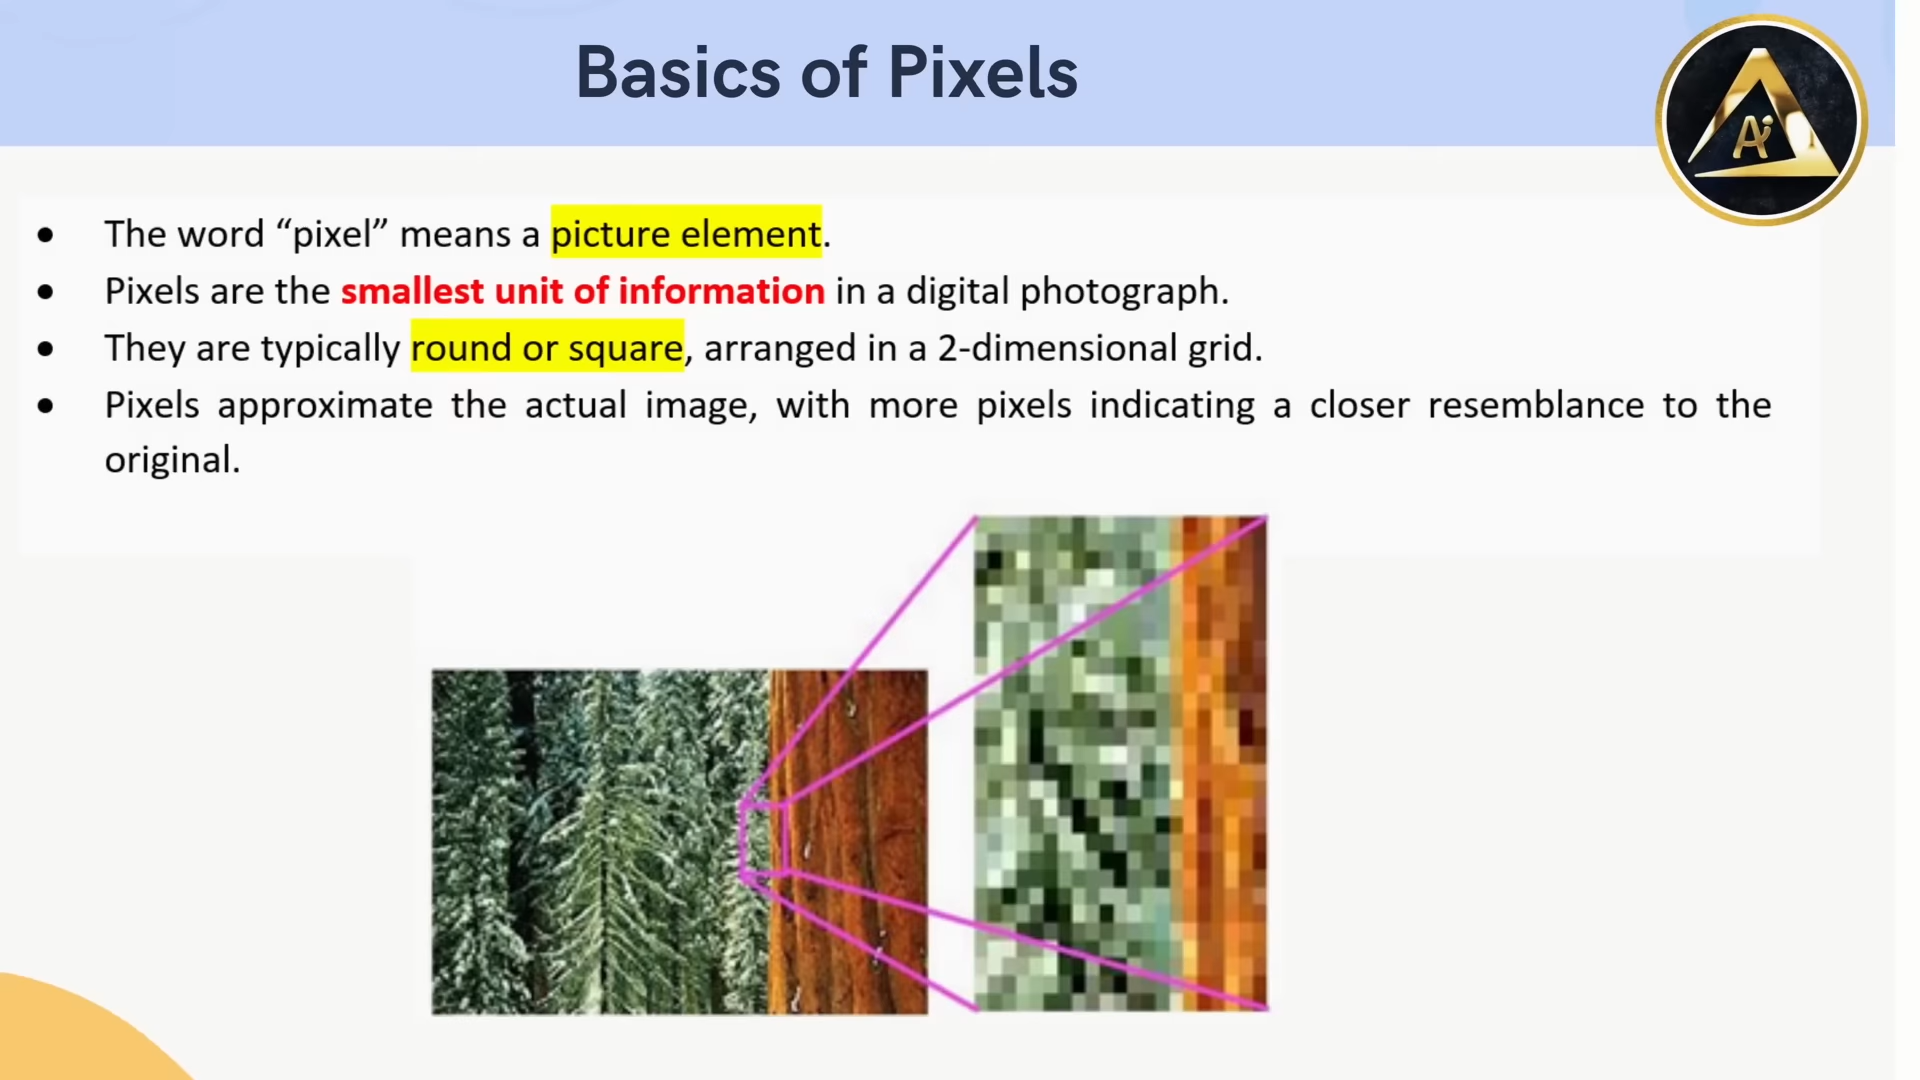 Basics of Pixels
Ai
• The word “pixel” means a picture element.
• Pixels are the smallest unit of information in a digital photograph.
• They are typically round or square, arranged in a 2-dimensional grid.
• Pixels approximate the actual image, with more pixels indicating a closer resemblance to the
original.